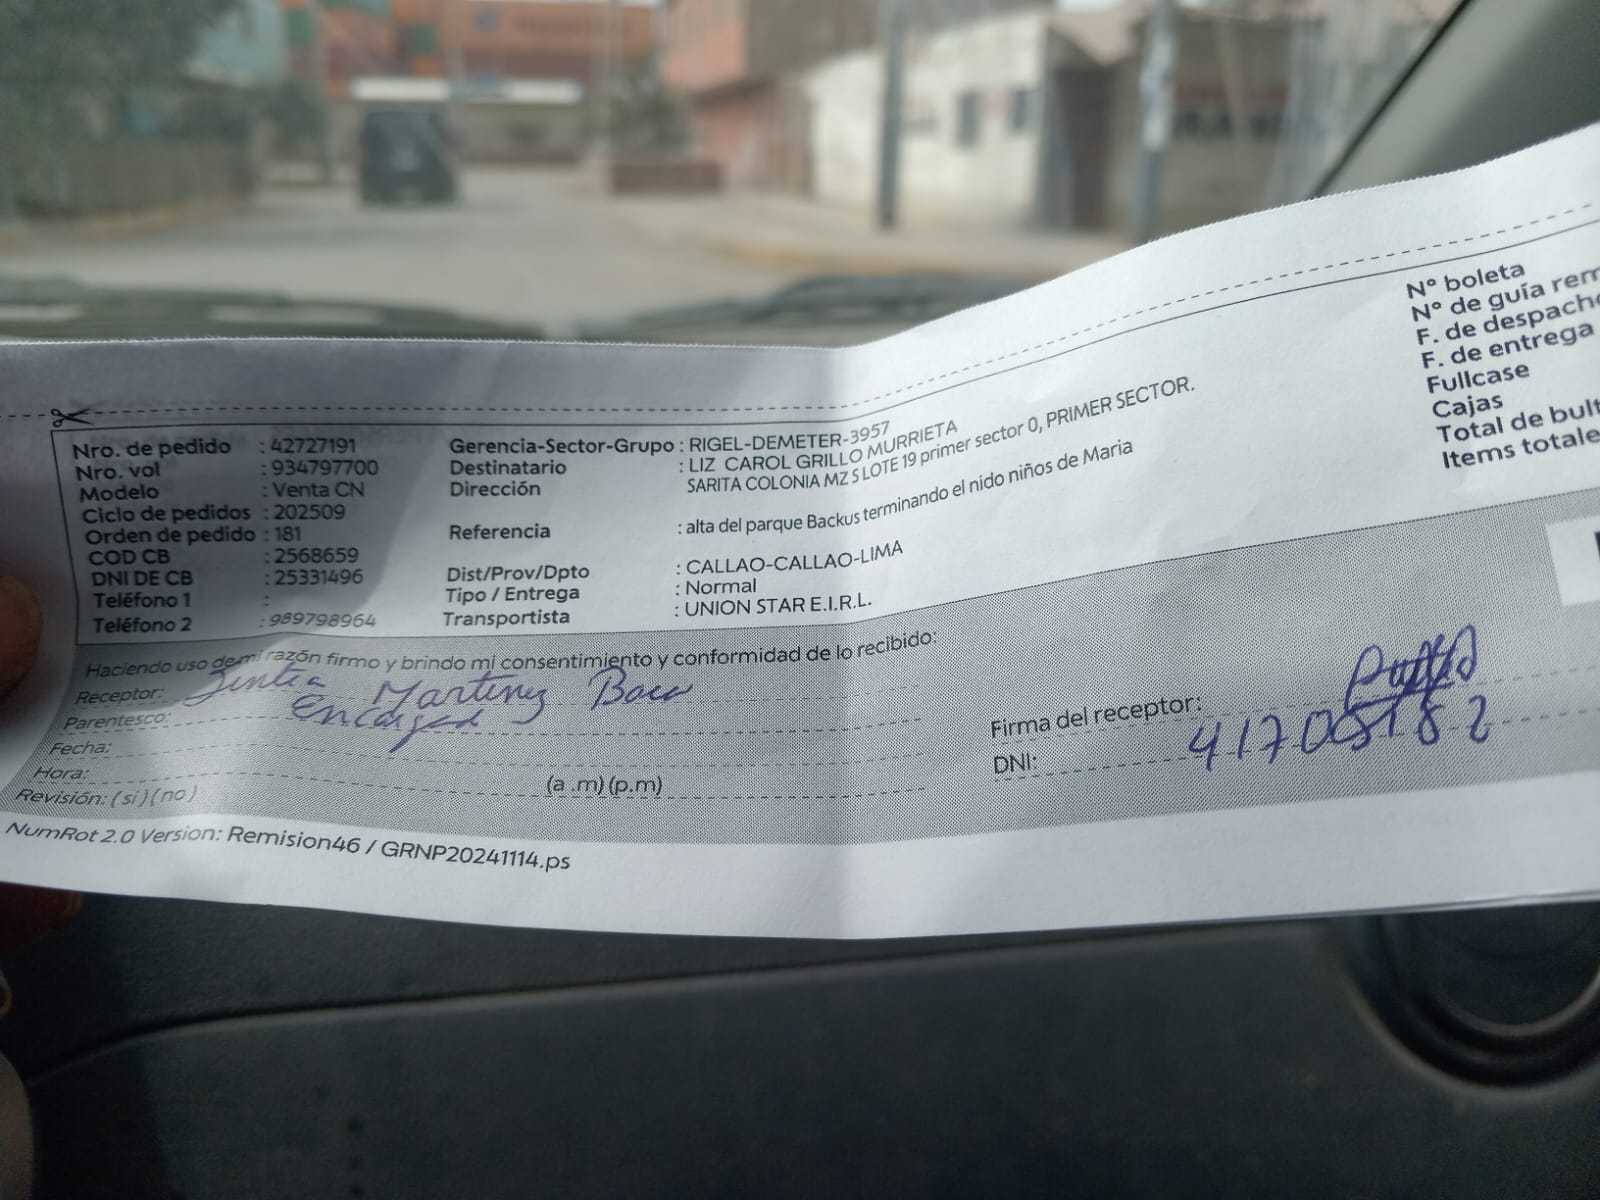 Nro. de pedido : 42727191
Nro. vol : 934797700
Modelo : Venta CN
Ciclo de pedidos : 202509
Orden de pedido : 181
COD CB : 2568659
DNI DE CB : 25331496
Teléfono 1 :
Teléfono 2 : 989798964
Gerencia-Sector-Grupo : RIGEL-DEMETER-3957
Destinatario : LIZ CAROL GRILLO MURRIETA
Dirección SARITA COLONIA MZ S LOTE 19 primer sector 0, PRIMER SECTOR.
Referencia : alta del parque Backus terminando el nido niños de Maria
Dist/Prov/Dpto : CALLAO-CALLAO-LIMA
Tipo / Entrega : Normal
Transportista : UNION STAR E.I.R.L.
N° boleta
N° de guía rem
F. de despacho
F. de entrega
Fullcase
Cajas
Total de bult
Items totale
Haciendo uso de mi razón firmo y brindo mi consentimiento y conformidad de lo recibido:
Receptor: Martinez
Parentesco:
Fecha:
Hora: (a .m) (p.m)
Revisión: ( si ) ( no )
Firma del receptor:
DNI:
NumRot 2.0 Version: Remision46 / GRNP20241114.ps